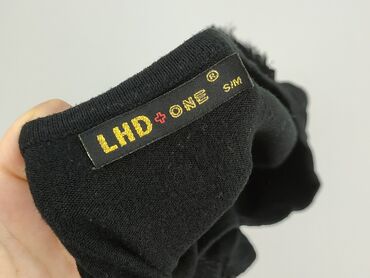 LHD + ONE ® S/M